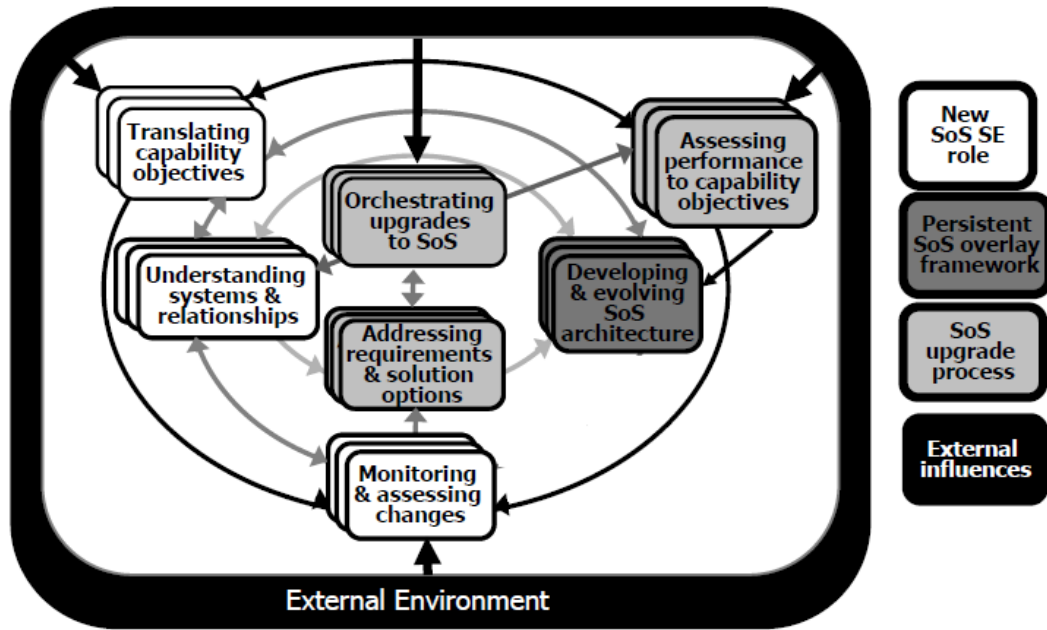 Translating
capability
objectives
Assessing
performance
to capability
objectives
Orchestrating
upgrades
to SoS
Understanding
systems &
relationships
Developing
& evolving
SoS
architecture
Addressing
requirements
& solution
options
Monitoring
& assessing
changes
External Environment
New
SoS SE
role
Persistent
SoS overlay
framework
SoS
upgrade
process
External
influences